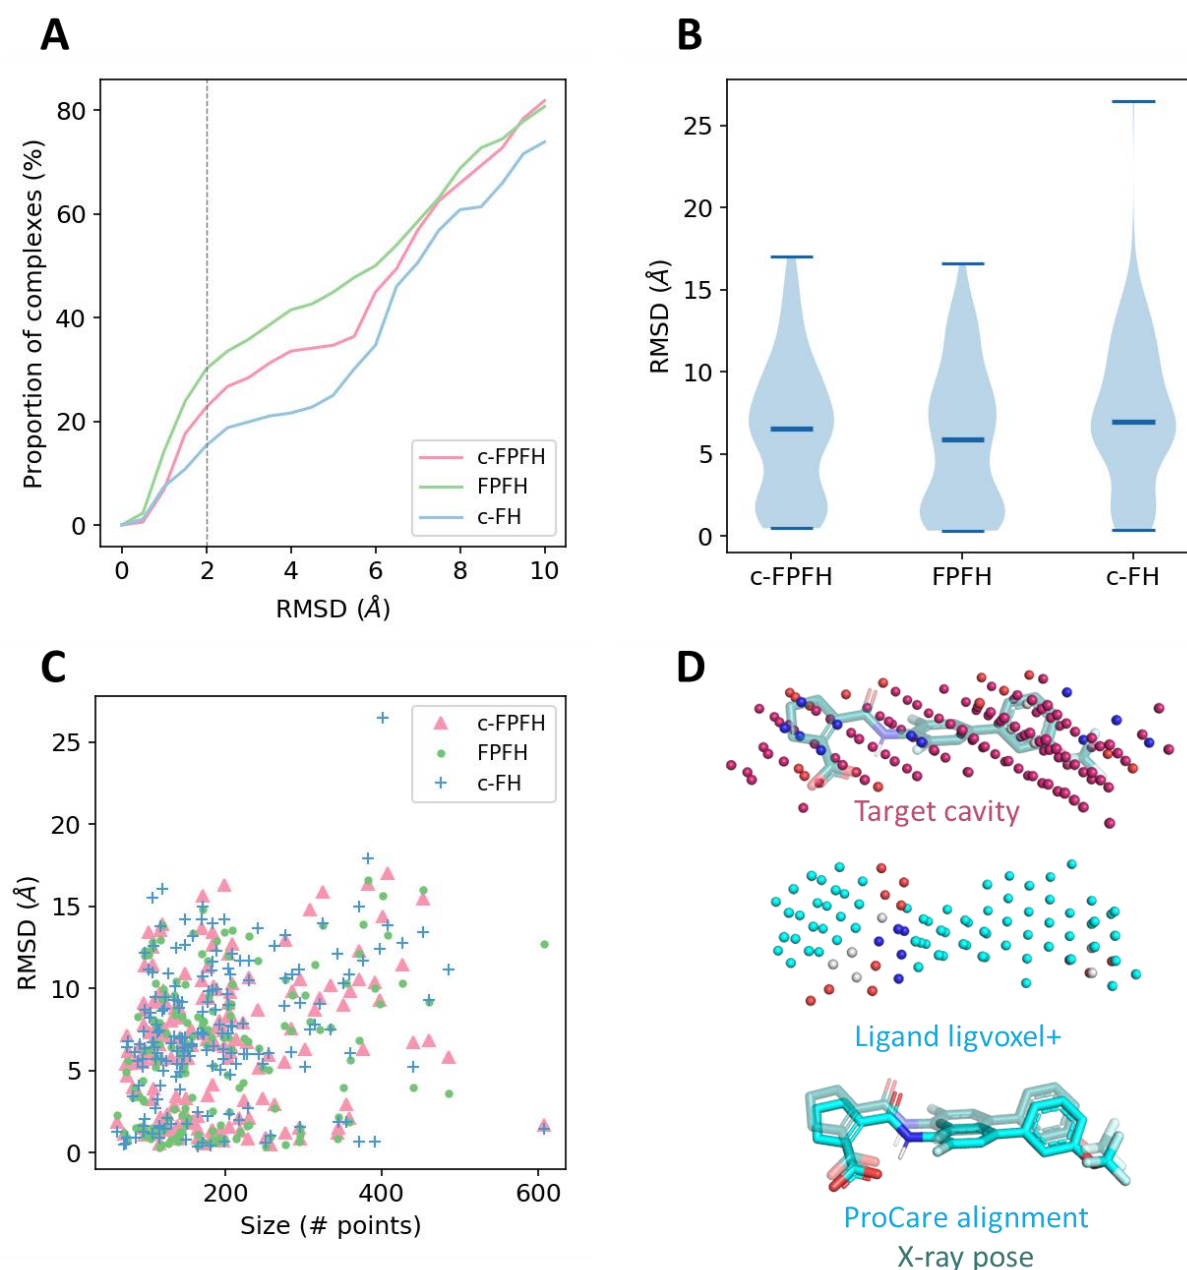 A
Proportion of complexes (%)
80
60
40
20
0
c-FPFH
FPFH
c-FH
0 2 4 6 8 10
RMSD (Å)
B
RMSD (Å)
25
20
15
10
5
0
c-FPFH FPFH c-FH
C
RMSD (Å)
25
20
15
10
5
0
c-FPFH
FPFH
c-FH
200 400 600
Size (# points)
D
Target cavity
Ligand ligvoxel+
ProCare alignment
X-ray pose